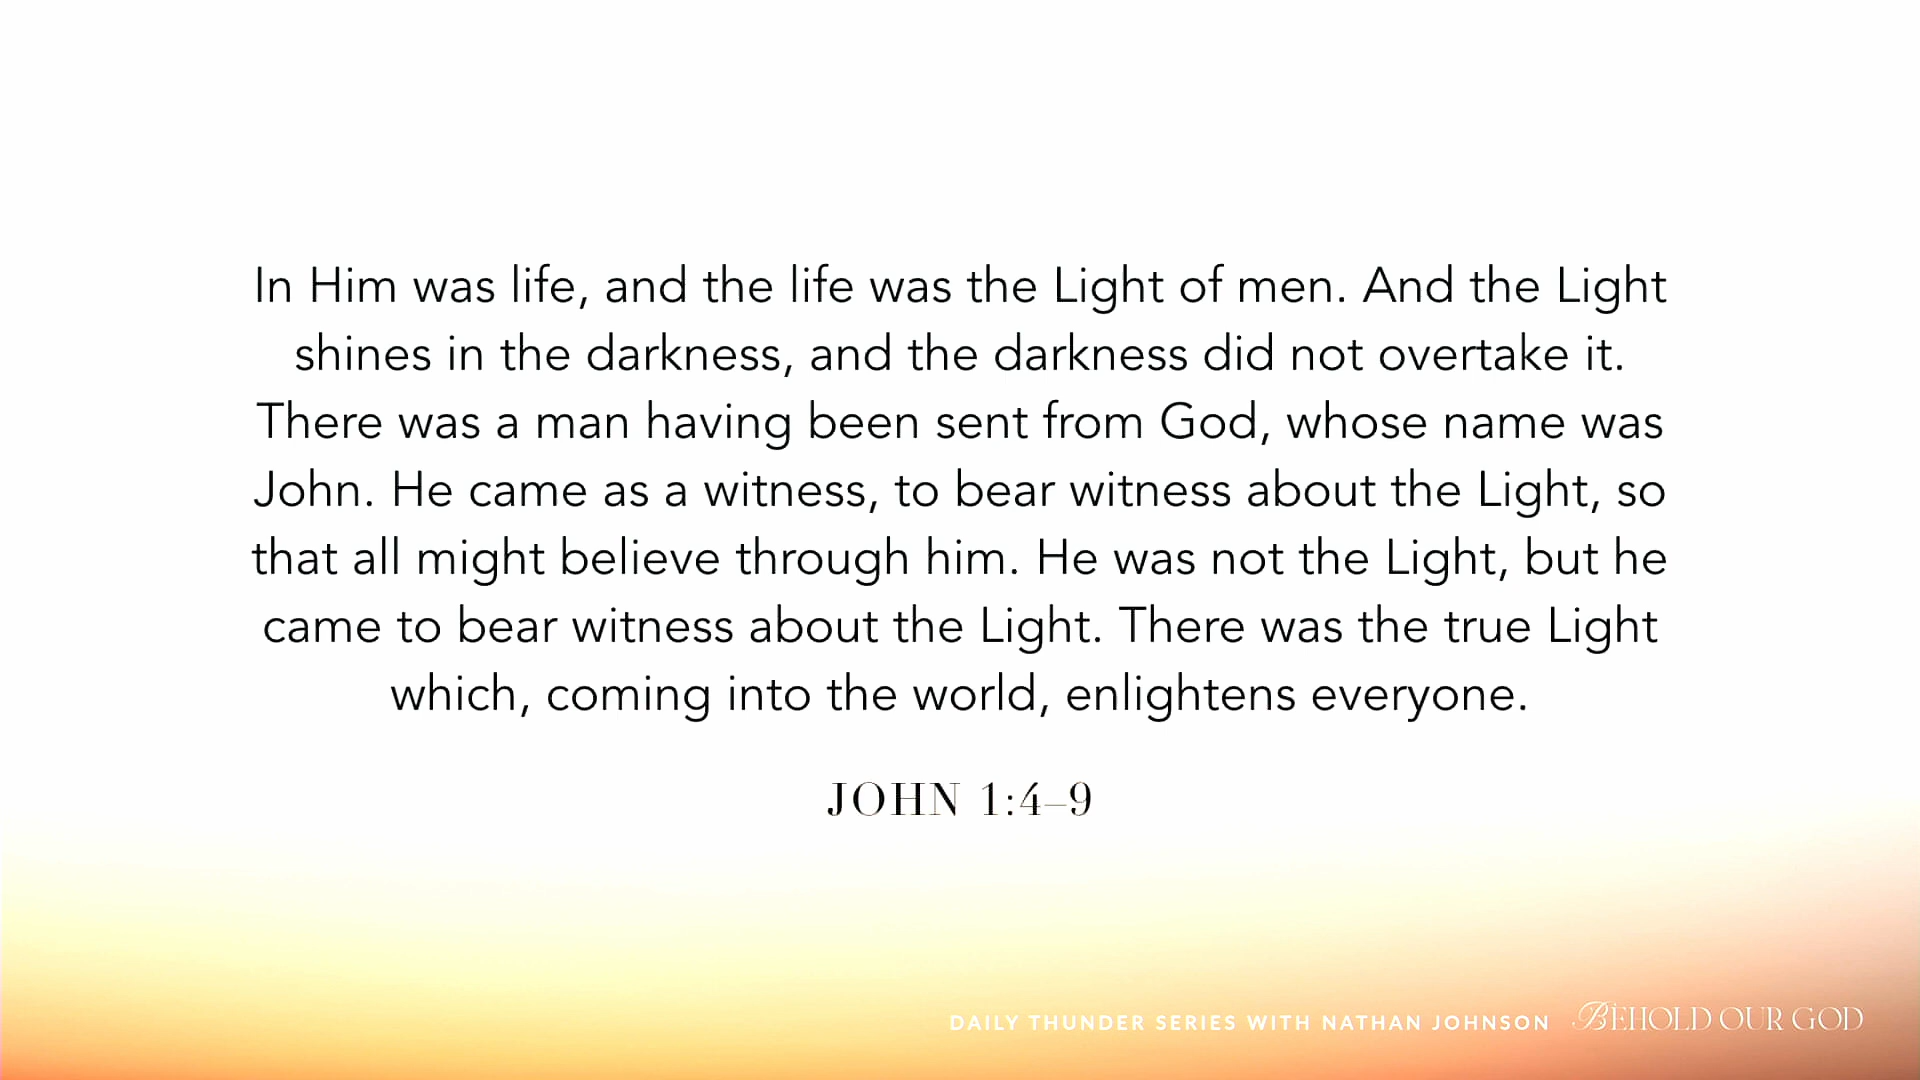 In Him was life, and the life was the Light of men. And the Light
shines in the darkness, and the darkness did not overtake it.
There was a man having been sent from God, whose name was
John. He came as a witness, to bear witness about the Light, so
that all might believe through him. He was not the Light, but he
came to bear witness about the Light. There was the true Light
which, coming into the world, enlightens everyone.
JOHN 1:4–9
DAILY THUNDER SERIES WITH NATHAN JOHNSON BEHOLD OUR GOD